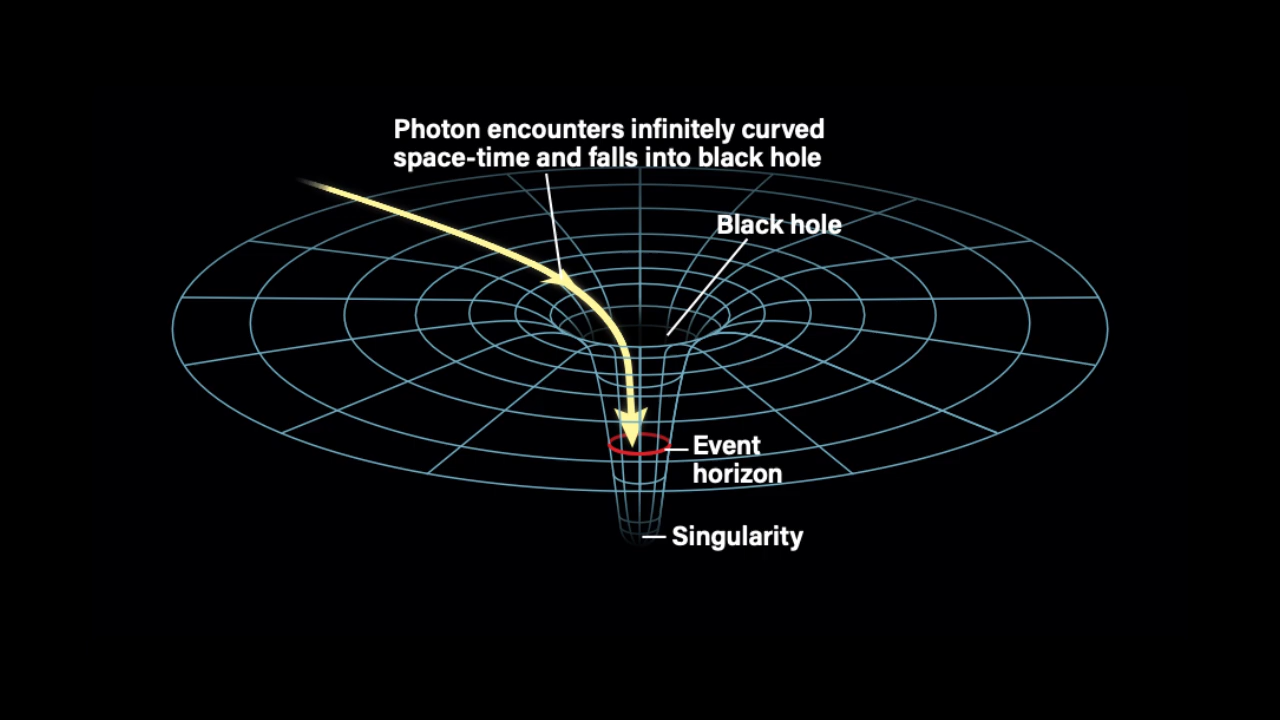 Photon encounters infinitely curved
space-time and falls into black hole
Black hole
Event
horizon
Singularity